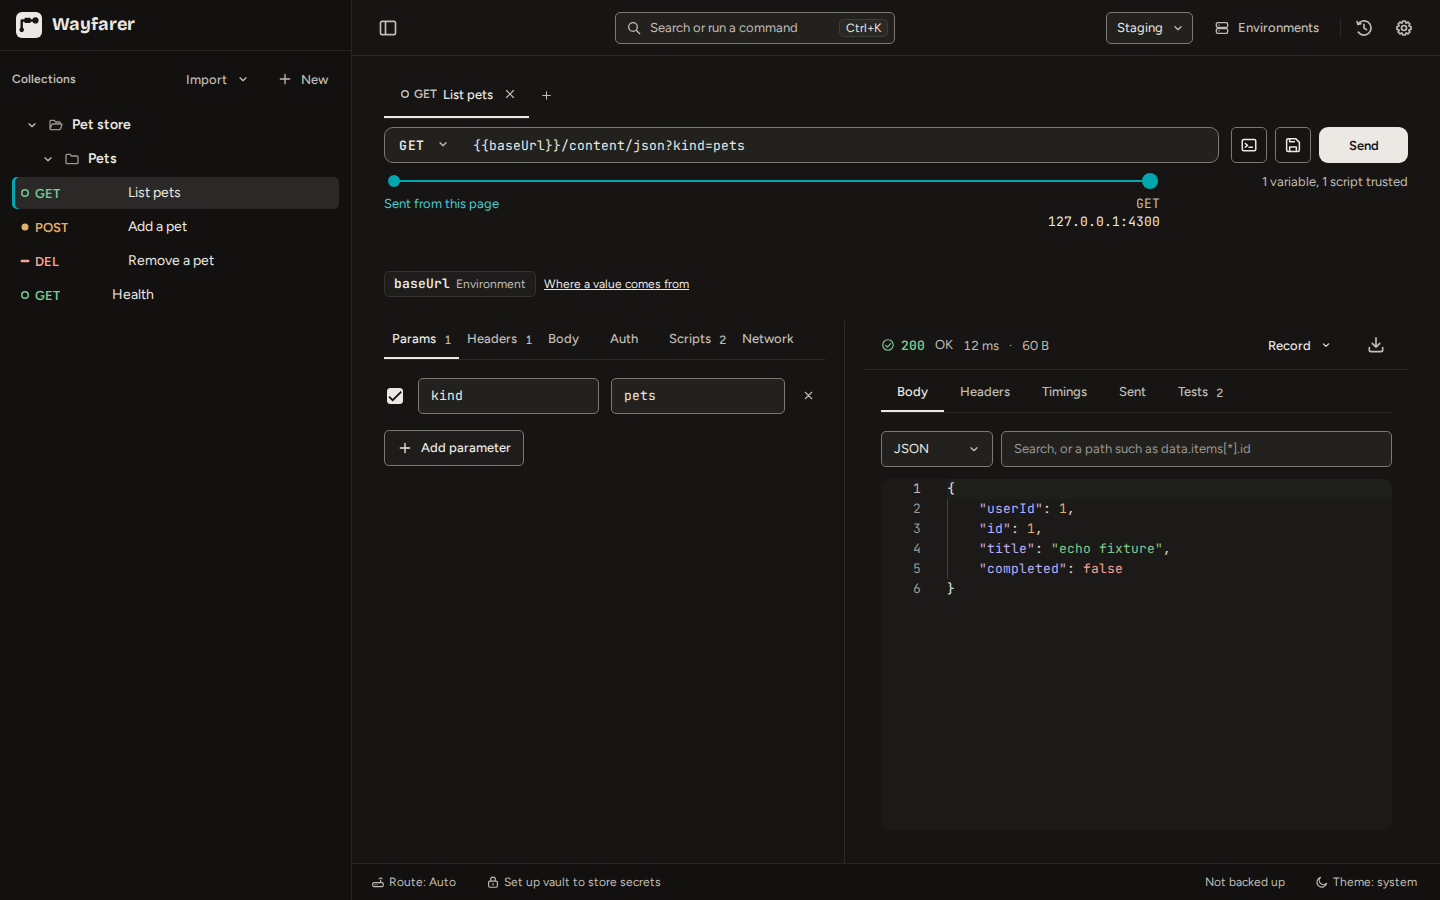 Wayfarer
Search or run a command Ctrl+K
Staging
Environments
Collections Import New
Pet store
Pets
GET List pets
POST Add a pet
DEL Remove a pet
GET Health
GET List pets
GET {{baseUrl}}/content/json?kind=pets
Send
Sent from this page
GET
127.0.0.1:4300
1 variable, 1 script trusted
baseUrl Environment Where a value comes from
Params 1 Headers 1 Body Auth Scripts 2 Network
kind pets
Add parameter
200 OK 12 ms · 60 B
Record
Body Headers Timings Sent Tests 2
JSON Search, or a path such as data.items[*].id
1 {
2 "userId": 1,
3 "id": 1,
4 "title": "echo fixture",
5 "completed": false
6 }
Route: Auto Set up vault to store secrets Not backed up Theme: system